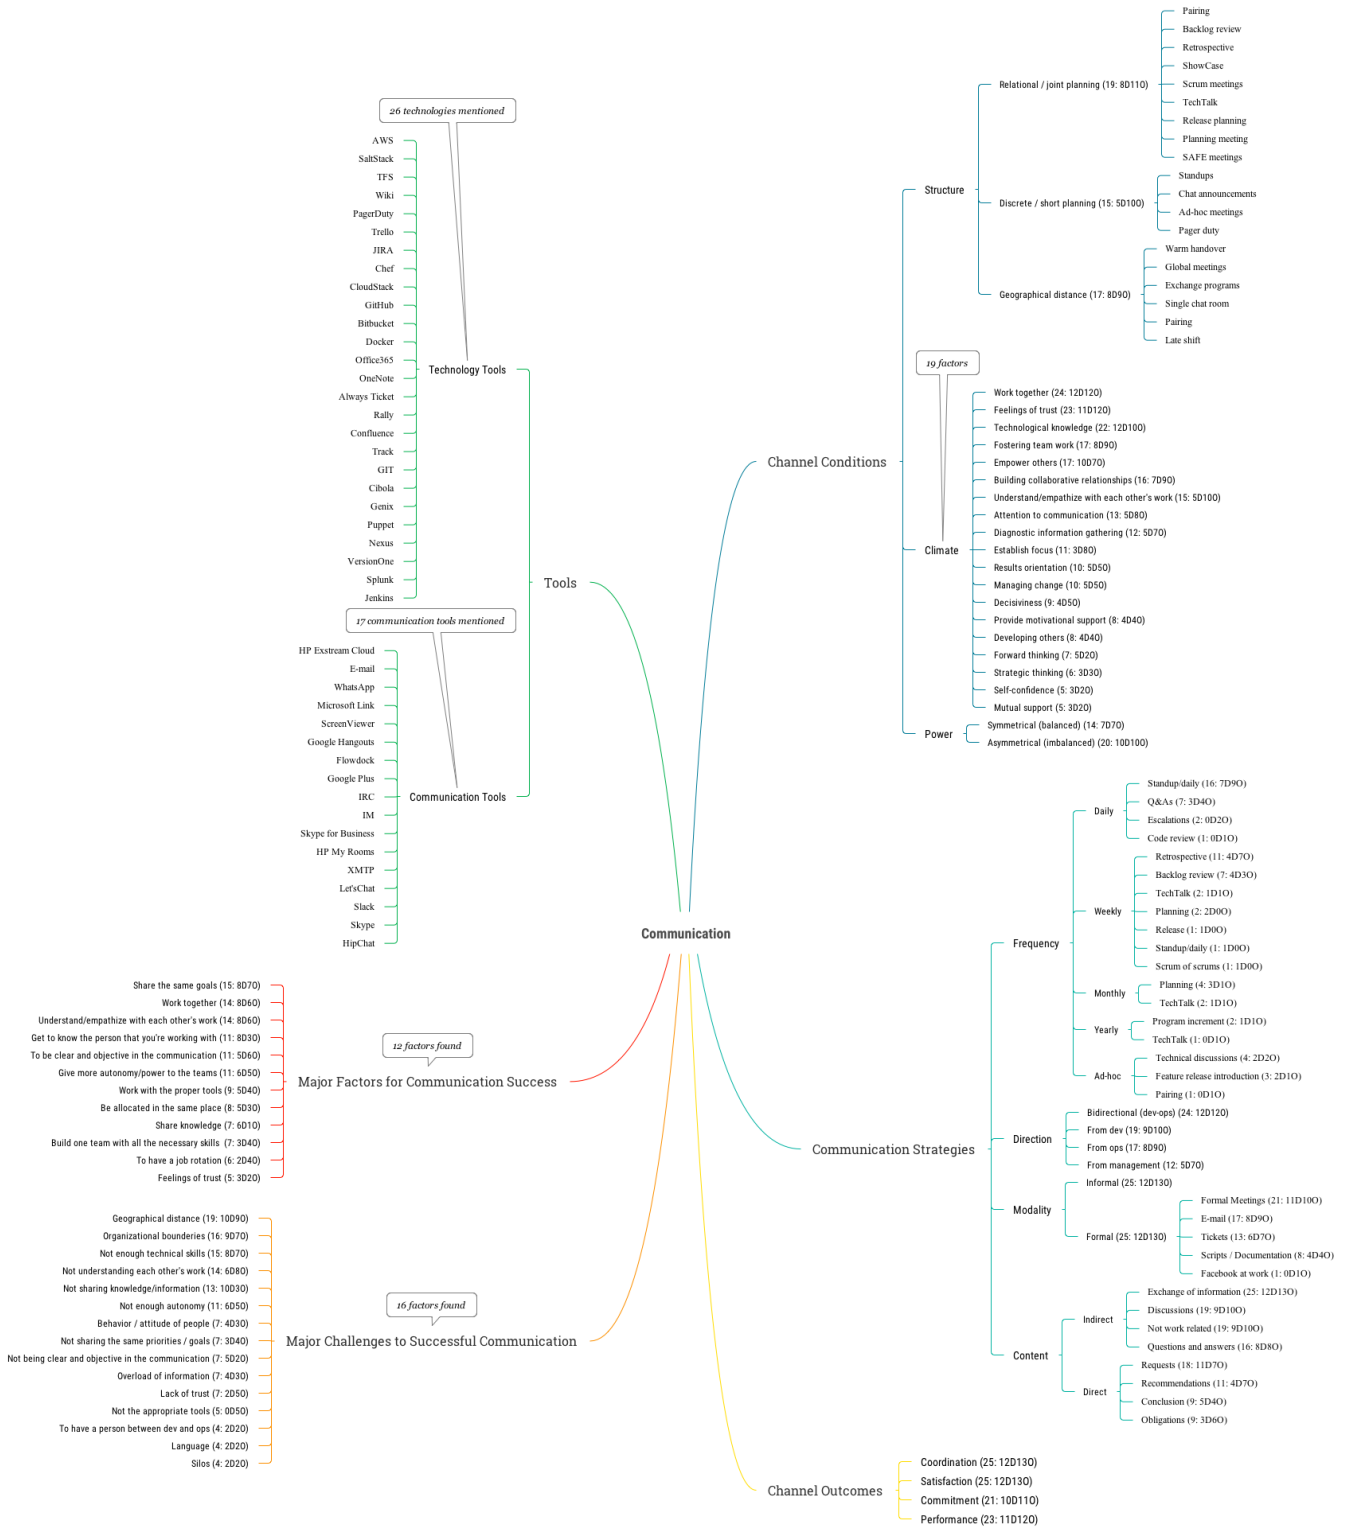 Communication
Tools
26 technologies mentioned
Technology Tools
AWS
SaltStack
TFS
Wiki
PagerDuty
Trello
JIRA
Chef
CloudStack
GitHub
Bitbucket
Docker
Office365
OneNote
Always Ticket
Rally
Confluence
Track
GIT
Cibola
Genix
Puppet
Nexus
VersionOne
Splunk
Jenkins
17 communication tools mentioned
Communication Tools
HP Exstream Cloud
E-mail
WhatsApp
Microsoft Link
ScreenViewer
Google Hangouts
Flowdock
Google Plus
IRC
IM
Skype for Business
HP My Rooms
XMTP
Let'sChat
Slack
Skype
HipChat
Major Factors for Communication Success
12 factors found
Share the same goals (15: 8D7O)
Work together (14: 8D6O)
Understand/empathize with each other's work (14: 8D6O)
Get to know the person that you're working with (11: 8D3O)
To be clear and objective in the communication (11: 5D6O)
Give more autonomy/power to the teams (11: 6D5O)
Work with the proper tools (9: 5D4O)
Be allocated in the same place (8: 5D3O)
Share knowledge (7: 6D1O)
Build one team with all the necessary skills (7: 3D4O)
To have a job rotation (6: 2D4O)
Feelings of trust (5: 3D2O)
Major Challenges to Successful Communication
16 factors found
Geographical distance (19: 10D9O)
Organizational bounderies (16: 9D7O)
Not enough technical skills (15: 8D7O)
Not understanding each other's work (14: 6D8O)
Not sharing knowledge/information (13: 10D3O)
Not enough autonomy (11: 6D5O)
Behavior / attitude of people (7: 4D3O)
Not sharing the same priorities / goals (7: 3D4O)
Not being clear and objective in the communication (7: 5D2O)
Overload of information (7: 4D3O)
Lack of trust (7: 2D5O)
Not the appropriate tools (5: 0D5O)
To have a person between dev and ops (4: 2D2O)
Language (4: 2D2O)
Silos (4: 2D2O)
Channel Conditions
Structure
Relational / joint planning (19: 8D11O)
Pairing
Backlog review
Retrospective
ShowCase
Scrum meetings
TechTalk
Release planning
Planning meeting
SAFE meetings
Discrete / short planning (15: 5D10O)
Standups
Chat announcements
Ad-hoc meetings
Pager duty
Geographical distance (17: 8D9O)
Warm handover
Global meetings
Exchange programs
Single chat room
Pairing
Late shift
19 factors
Climate
Work together (24: 12D12O)
Feelings of trust (23: 11D12O)
Technological knowledge (22: 12D10O)
Fostering team work (17: 8D9O)
Empower others (17: 10D7O)
Building collaborative relationships (16: 7D9O)
Understand/empathize with each other's work (15: 5D10O)
Attention to communication (13: 5D8O)
Diagnostic information gathering (12: 5D7O)
Establish focus (11: 3D8O)
Results orientation (10: 5D5O)
Managing change (10: 5D5O)
Decisiviness (9: 4D5O)
Provide motivational support (8: 4D4O)
Developing others (8: 4D4O)
Forward thinking (7: 5D2O)
Strategic thinking (6: 3D3O)
Self-confidence (5: 3D2O)
Mutual support (5: 3D2O)
Power
Symmetrical (balanced) (14: 7D7O)
Asymmetrical (imbalanced) (20: 10D10O)
Communication Strategies
Frequency
Daily
Standup/daily (16: 7D9O)
Q&As (7: 3D4O)
Escalations (2: 0D2O)
Code review (1: 0D1O)
Weekly
Retrospective (11: 4D7O)
Backlog review (7: 4D3O)
TechTalk (2: 1D1O)
Planning (2: 2D0O)
Release (1: 1D0O)
Standup/daily (1: 1D0O)
Scrum of scrums (1: 1D0O)
Monthly
Planning (4: 3D1O)
TechTalk (2: 1D1O)
Yearly
Program increment (2: 1D1O)
TechTalk (1: 0D1O)
Ad-hoc
Technical discussions (4: 2D2O)
Feature release introduction (3: 2D1O)
Pairing (1: 0D1O)
Direction
Bidirectional (dev-ops) (24: 12D12O)
From dev (19: 9D10O)
From ops (17: 8D9O)
From management (12: 5D7O)
Modality
Informal (25: 12D13O)
Formal (25: 12D13O)
Formal Meetings (21: 11D10O)
E-mail (17: 8D9O)
Tickets (13: 6D7O)
Scripts / Documentation (8: 4D4O)
Facebook at work (1: 0D1O)
Content
Indirect
Exchange of information (25: 12D13O)
Discussions (19: 9D10O)
Not work related (19: 9D10O)
Questions and answers (16: 8D8O)
Direct
Requests (18: 11D7O)
Recommendations (11: 4D7O)
Conclusion (9: 5D4O)
Obligations (9: 3D6O)
Channel Outcomes
Coordination (25: 12D13O)
Satisfaction (25: 12D13O)
Commitment (21: 10D11O)
Performance (23: 11D12O)